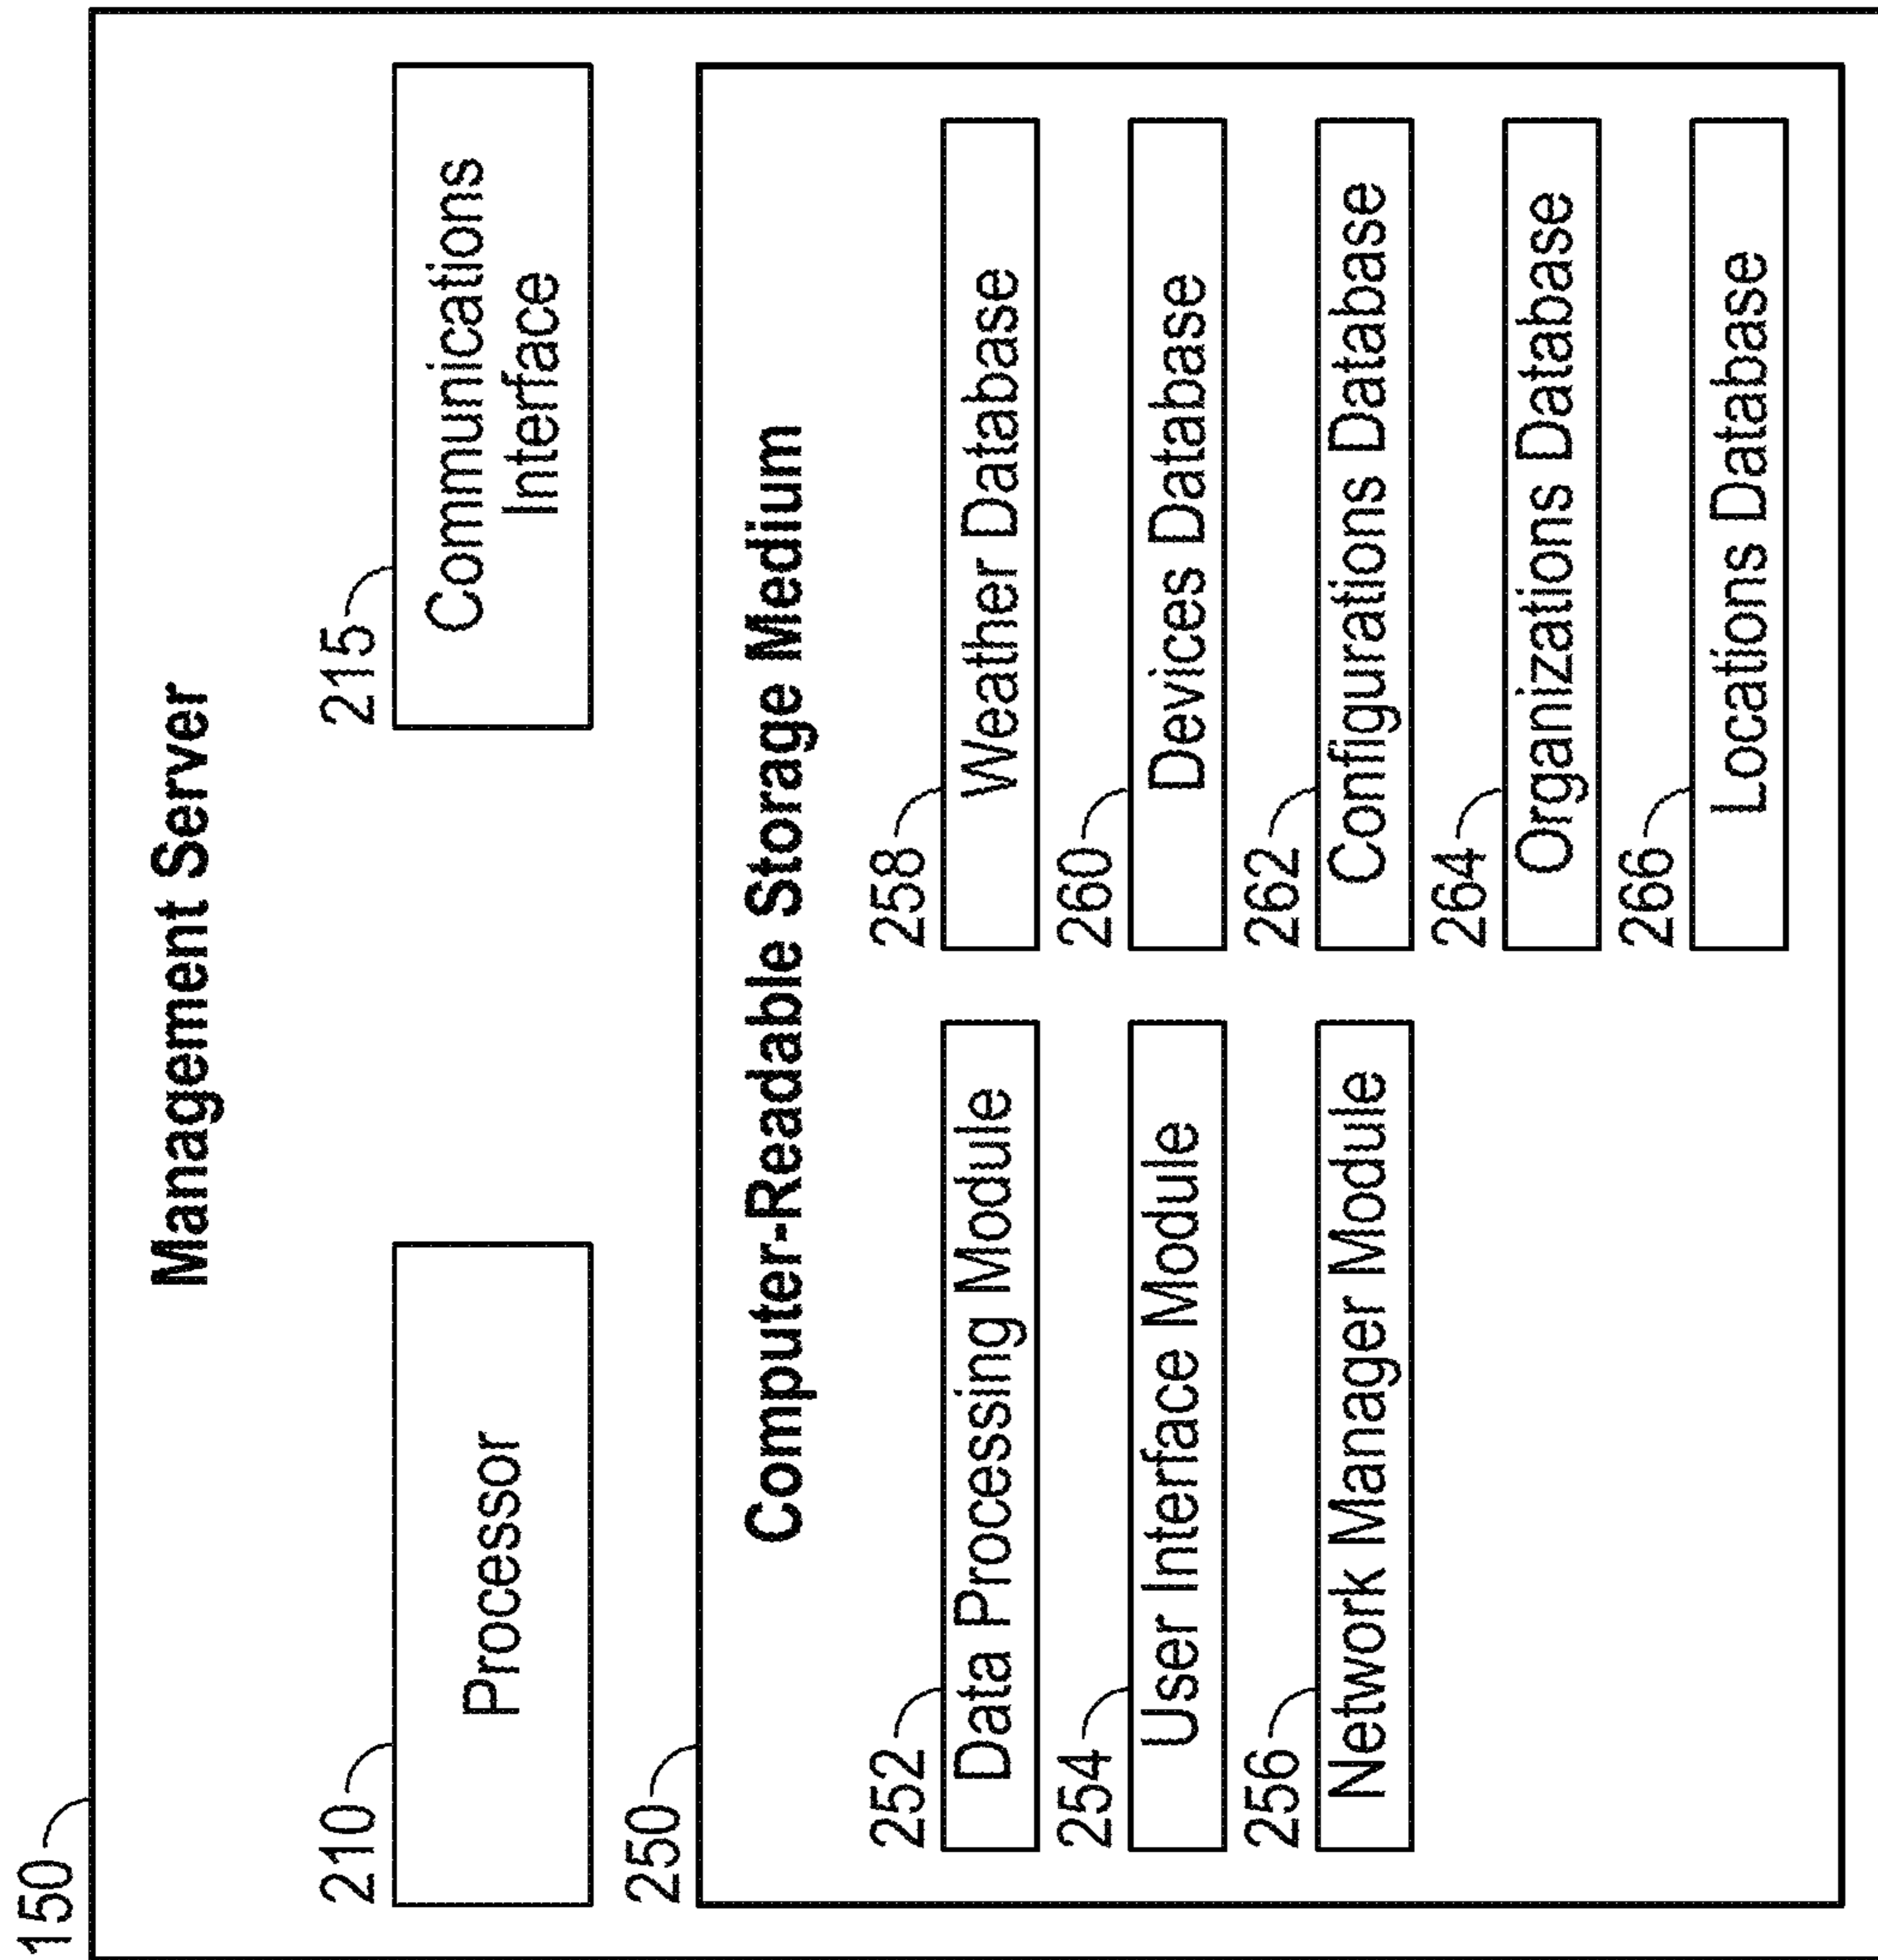 150
Management Server
210
Processor
215
Communications
Interface
250
Computer-Readable Storage Medium
252
Data Processing Module
254
User Interface Module
256
Network Manager Module
258
Weather Database
260
Devices Database
262
Configurations Database
264
Organizations Database
266
Locations Database